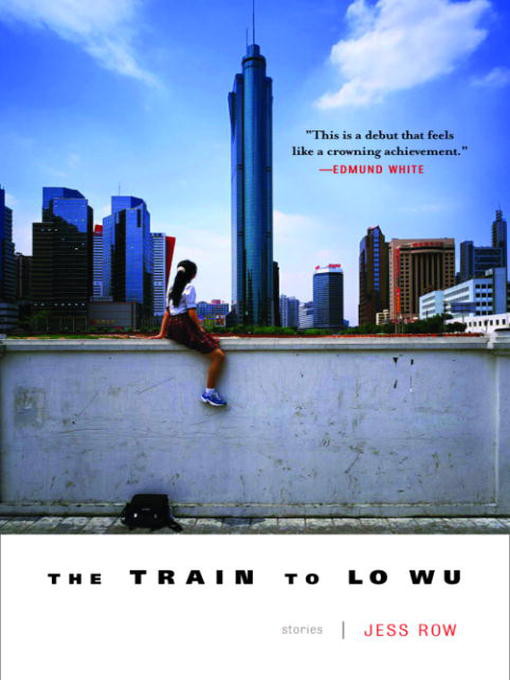 "This is a debut that feels
like a crowning achievement."
—EDMUND WHITE
THE TRAIN TO LO WU
stories | JESS ROW